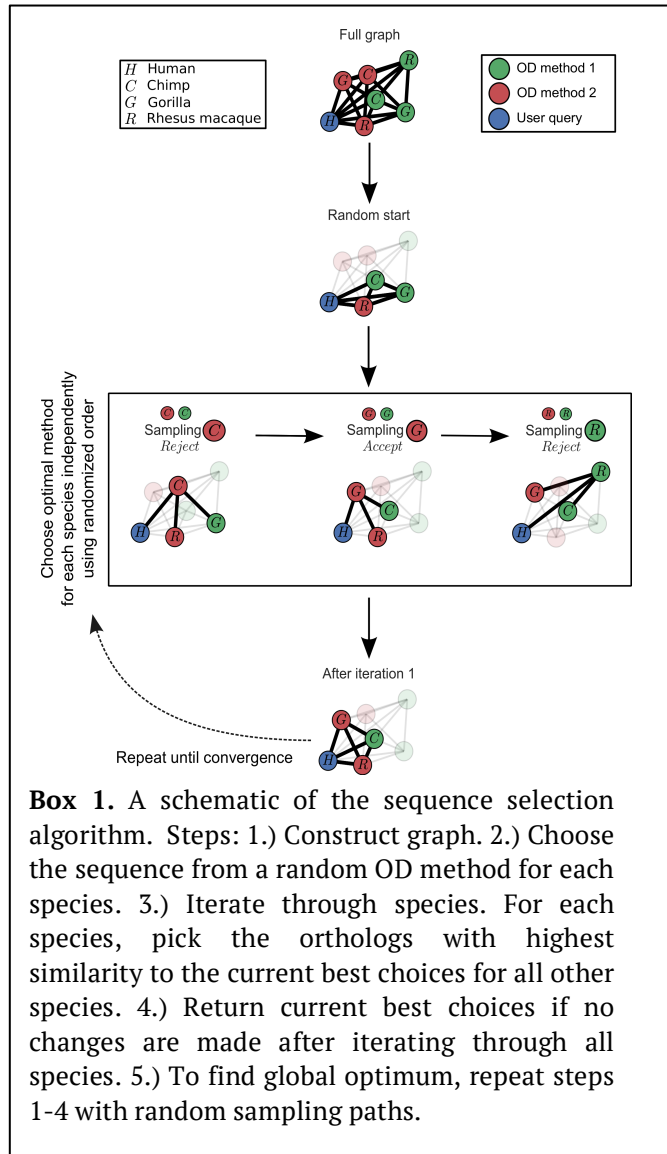 Full graph
H Human
C Chimp
G Gorilla
R Rhesus macaque
OD method 1
OD method 2
User query
R
G
C
C
G
H
R
Random start
C
G
H
R
Choose optimal method
for each species independently
using randomized order
C C
Sampling C
Reject
C
G
H
R
G G
Sampling G
Accept
G
C
H
R
R R
Sampling R
Reject
R
G
C
H
After iteration 1
G
C
H
R
Repeat until convergence
Box 1. A schematic of the sequence selection
algorithm. Steps: 1.) Construct graph. 2.) Choose
the sequence from a random OD method for each
species. 3.) Iterate through species. For each
species, pick the orthologs with highest
similarity to the current best choices for all other
species. 4.) Return current best choices if no
changes are made after iterating through all
species. 5.) To find global optimum, repeat steps
1-4 with random sampling paths.